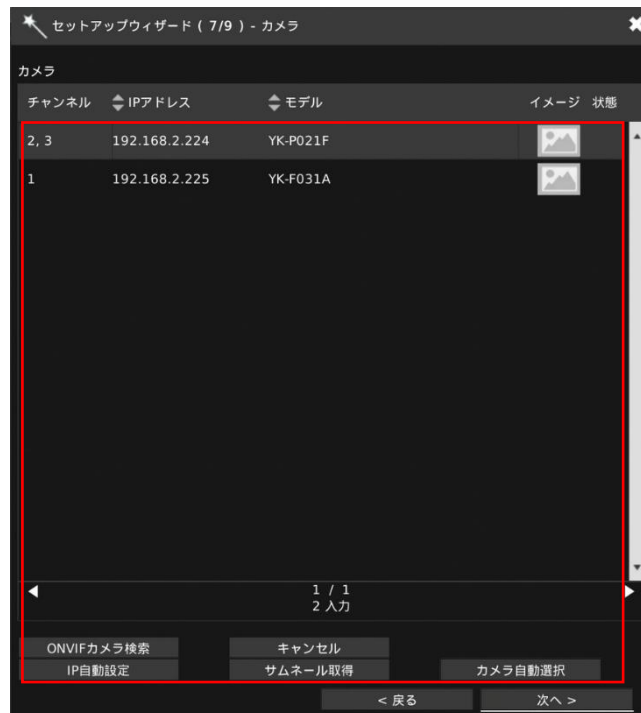 セットアップウィザード ( 7/9 ) - カメラ
カメラ
チャンネル IPアドレス モデル イメージ 状態
2, 3 192.168.2.224 YK-P021F
1 192.168.2.225 YK-F031A
1 / 1
2 入力
ONVIFカメラ検索 キャンセル
IP自動設定 サムネール取得 カメラ自動選択
< 戻る 次へ >